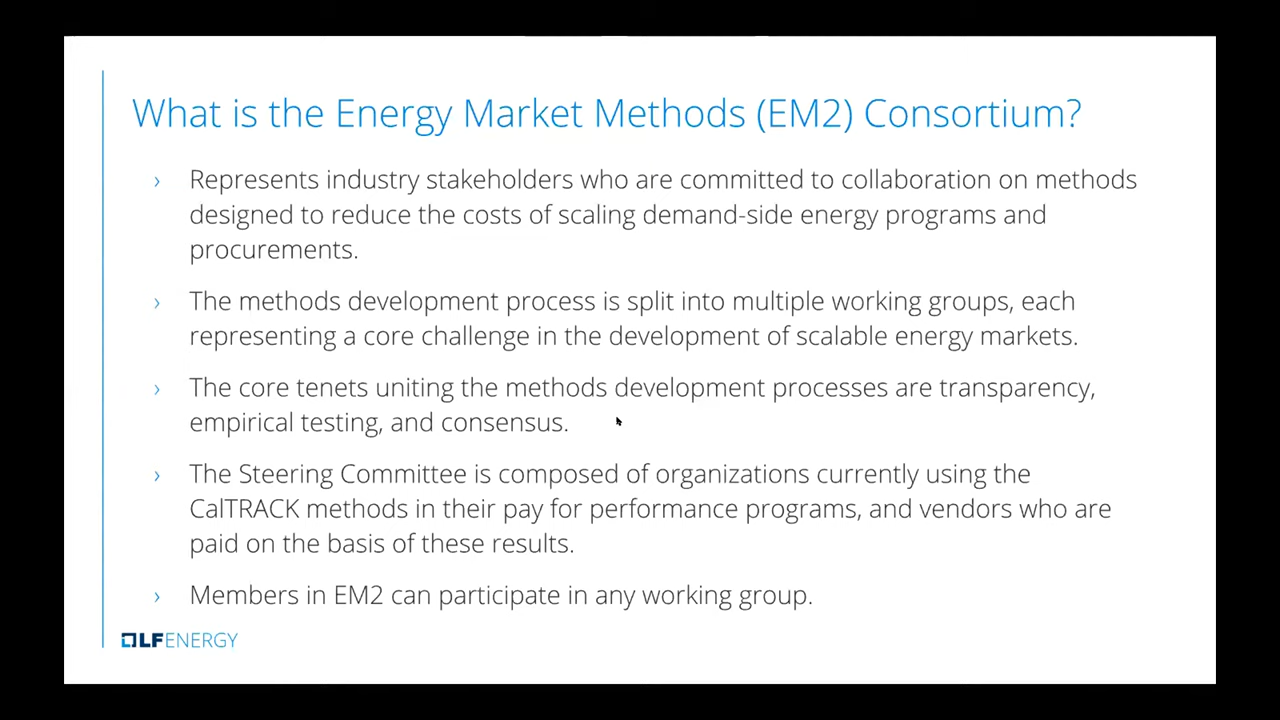 What is the Energy Market Methods (EM2) Consortium?
› Represents industry stakeholders who are committed to collaboration on methods
designed to reduce the costs of scaling demand-side energy programs and
procurements.
› The methods development process is split into multiple working groups, each
representing a core challenge in the development of scalable energy markets.
› The core tenets uniting the methods development processes are transparency,
empirical testing, and consensus.
› The Steering Committee is composed of organizations currently using the
CalTRACK methods in their pay for performance programs, and vendors who are
paid on the basis of these results.
› Members in EM2 can participate in any working group.
LFENERGY